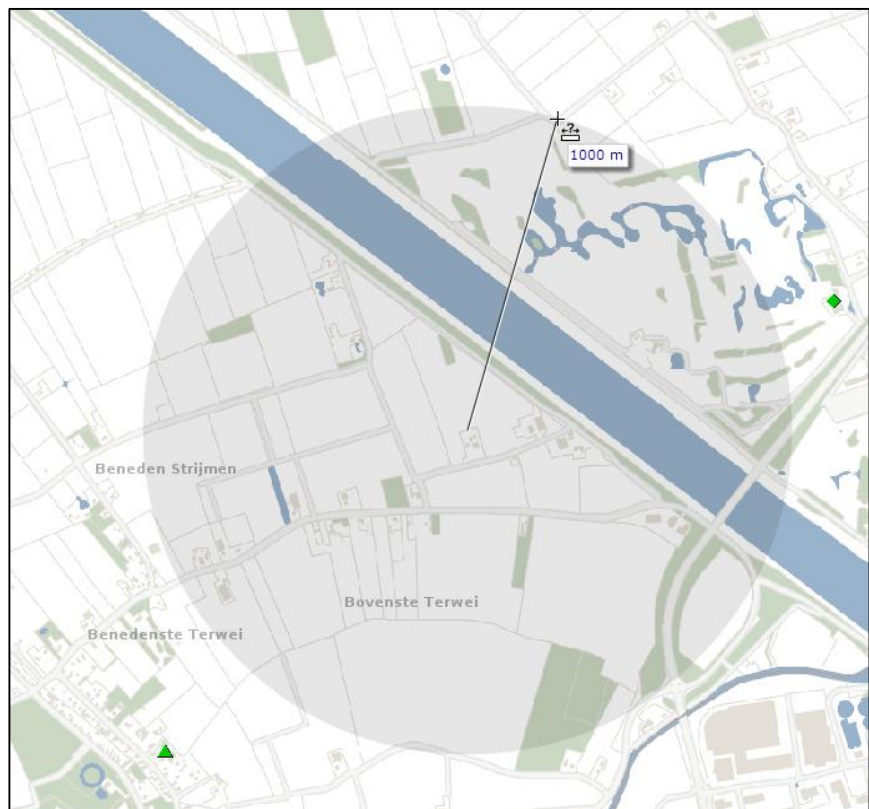 ?
1000 m
Beneden Strijmen
Bovenste Terwei
Benedenste Terwei